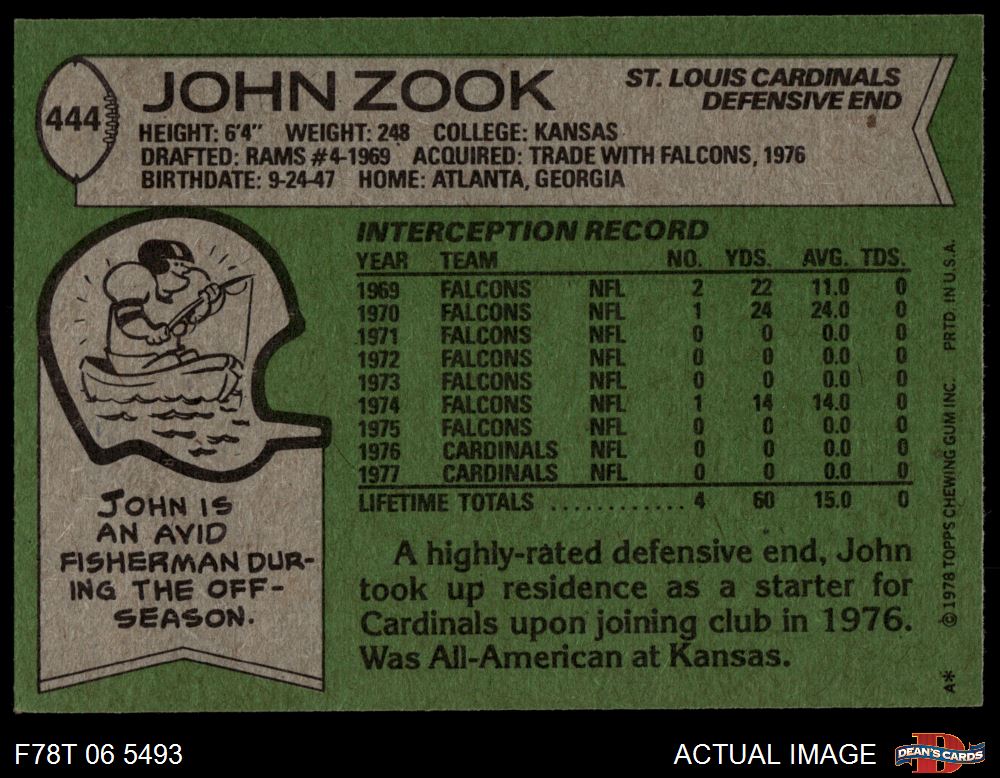 444
JOHN ZOOK
ST. LOUIS CARDINALS
DEFENSIVE END
HEIGHT: 6'4" WEIGHT: 248 COLLEGE: KANSAS
DRAFTED: RAMS #4-1969 ACQUIRED: TRADE WITH FALCONS, 1976
BIRTHDATE: 9-24-47 HOME: ATLANTA, GEORGIA
INTERCEPTION RECORD
YEAR TEAM NO. YDS. AVG. TDS.
1969 FALCONS NFL 2 22 11.0 0
1970 FALCONS NFL 1 24 24.0 0
1971 FALCONS NFL 0 0 0.0 0
1972 FALCONS NFL 0 0 0.0 0
1973 FALCONS NFL 0 0 0.0 0
1974 FALCONS NFL 1 14 14.0 0
1975 FALCONS NFL 0 0 0.0 0
1976 CARDINALS NFL 0 0 0.0 0
1977 CARDINALS NFL 0 0 0.0 0
LIFETIME TOTALS ............ 4 60 15.0 0
JOHN IS
AN AVID
FISHERMAN DUR-
ING THE OFF-
SEASON.
A highly-rated defensive end, John
took up residence as a starter for
Cardinals upon joining club in 1976.
Was All-American at Kansas.
A* © 1978 TOPPS CHEWING GUM INC. PRTD. IN U.S.A.
F78T 06 5493
ACTUAL IMAGE
D
DEAN'S CARDS